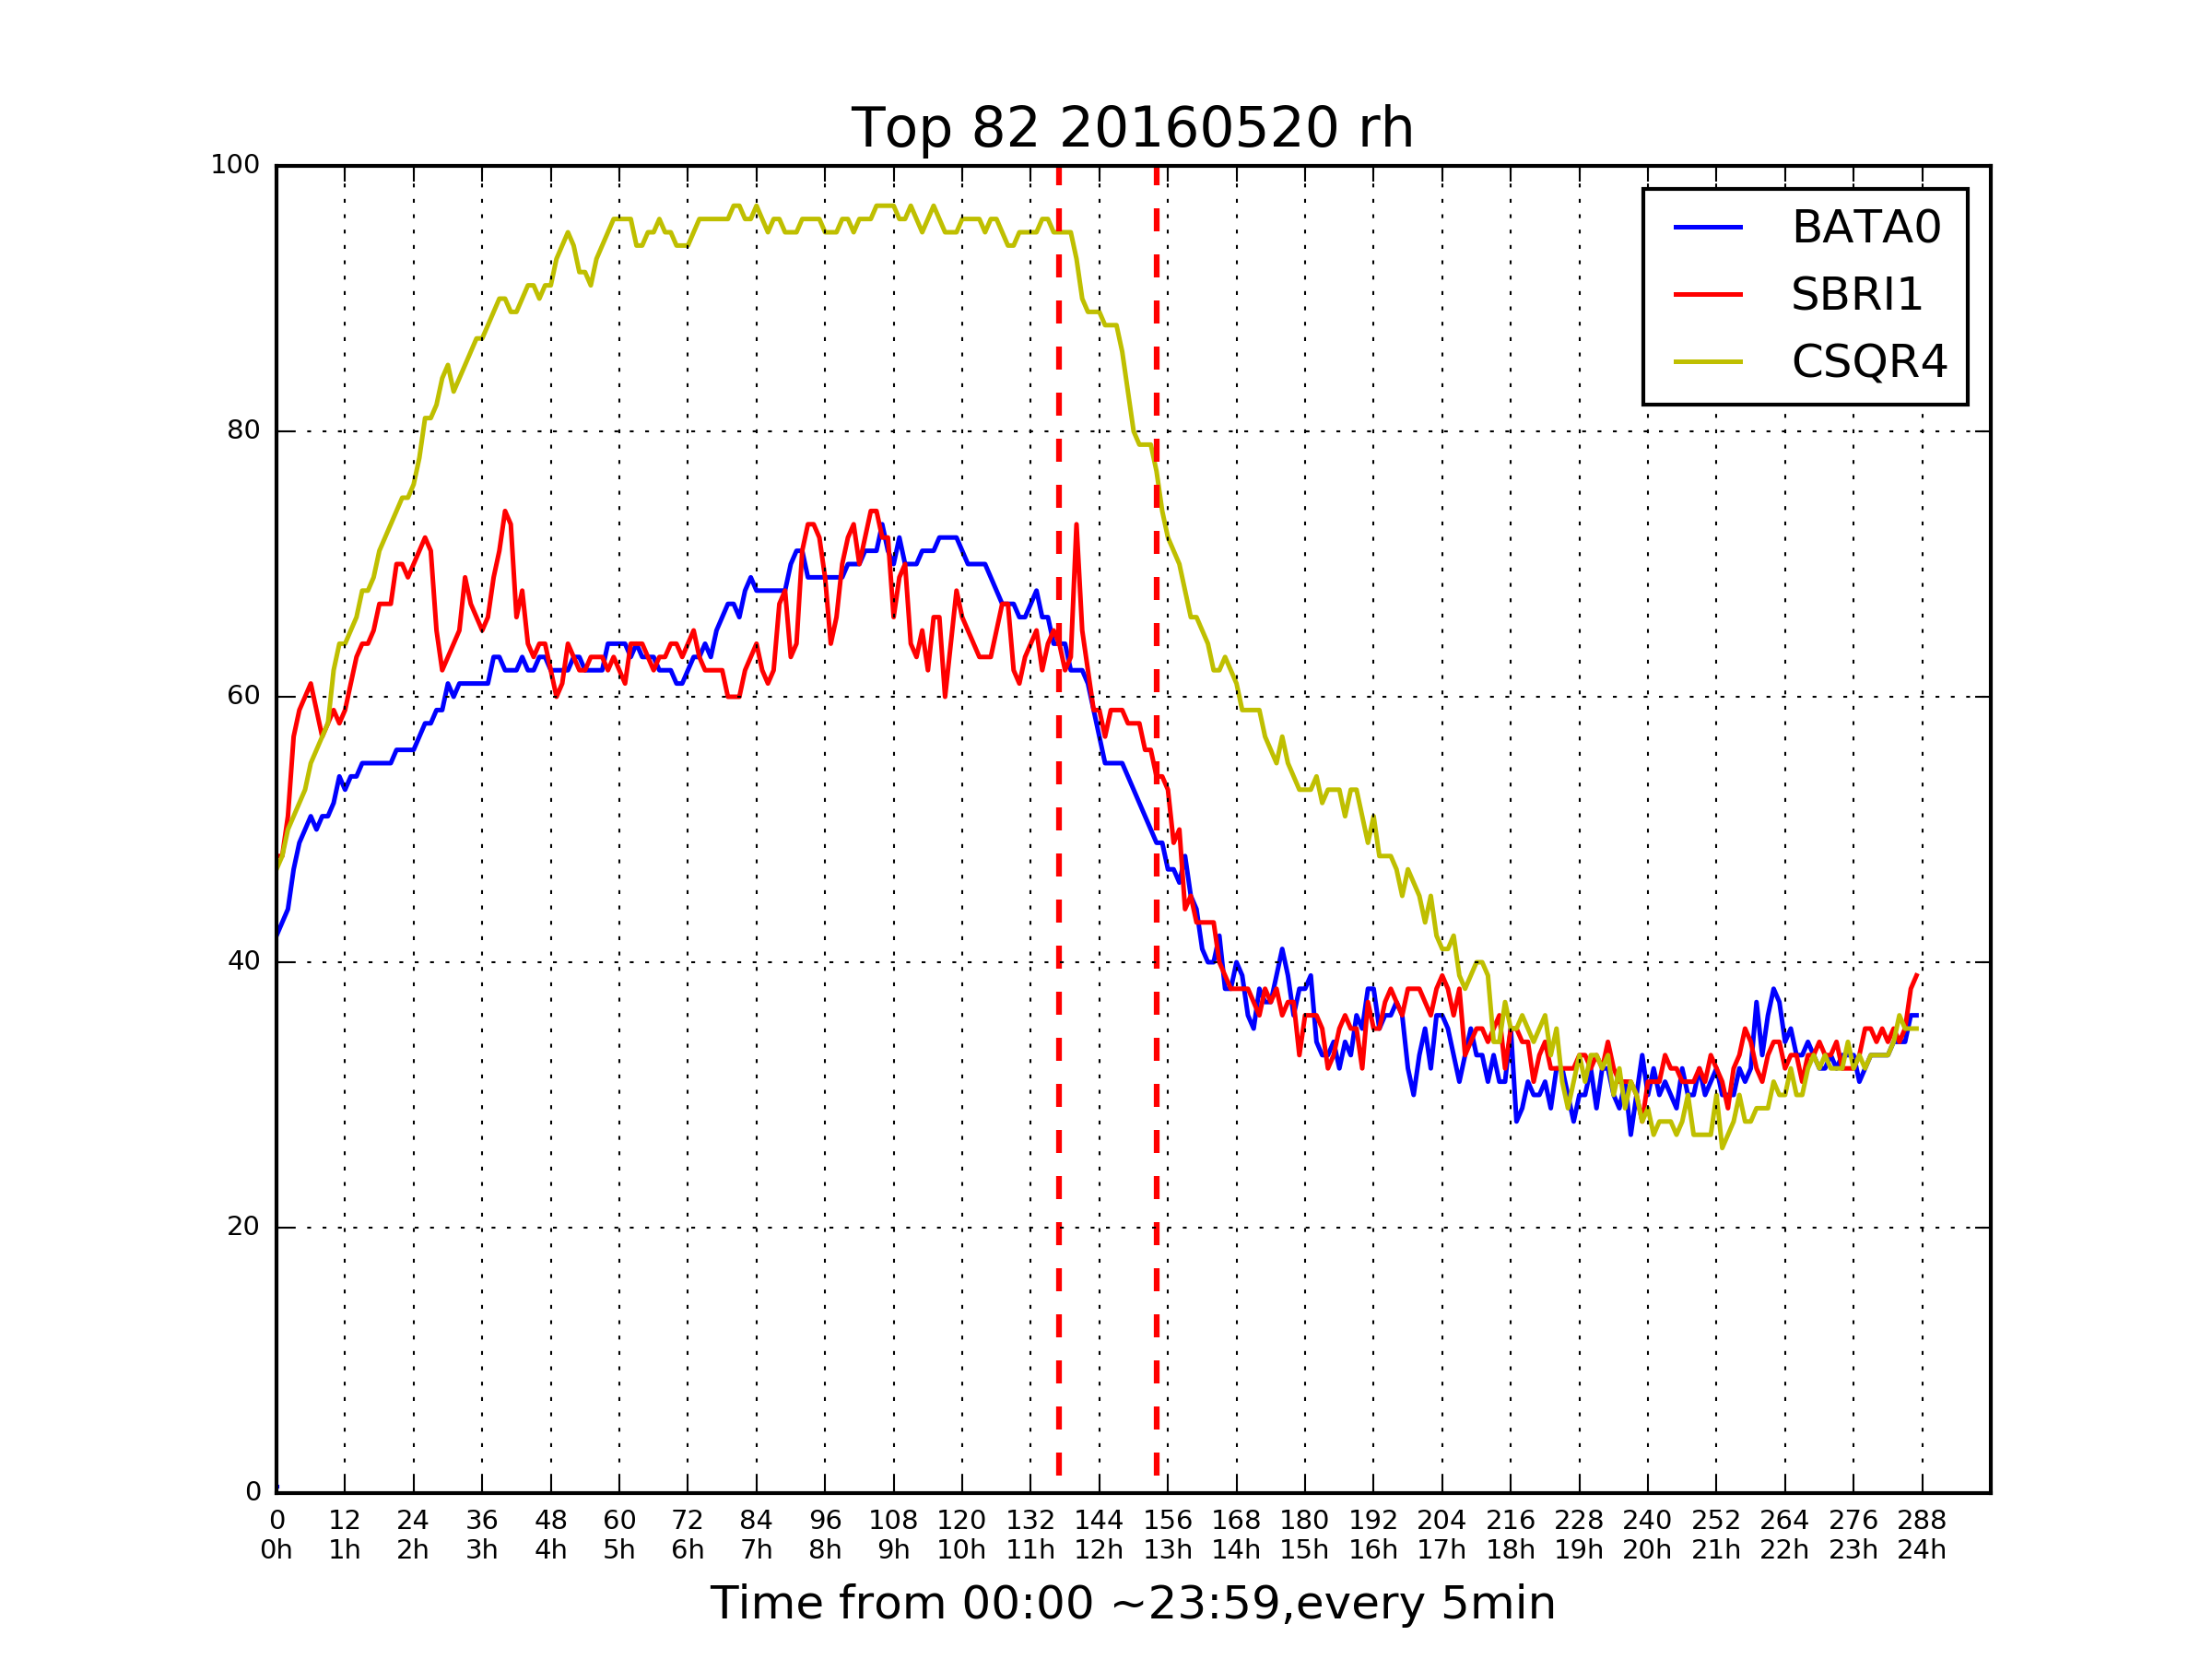 Top 82 20160520 rh
100
80
60
40
20
0
BATA0
SBRI1
CSQR4
0 12 24 36 48 60 72 84 96 108 120 132 144 156 168 180 192 204 216 228 240 252 264 276 288
0h 1h 2h 3h 4h 5h 6h 7h 8h 9h 10h 11h 12h 13h 14h 15h 16h 17h 18h 19h 20h 21h 22h 23h 24h
Time from 00:00 ~23:59,every 5min